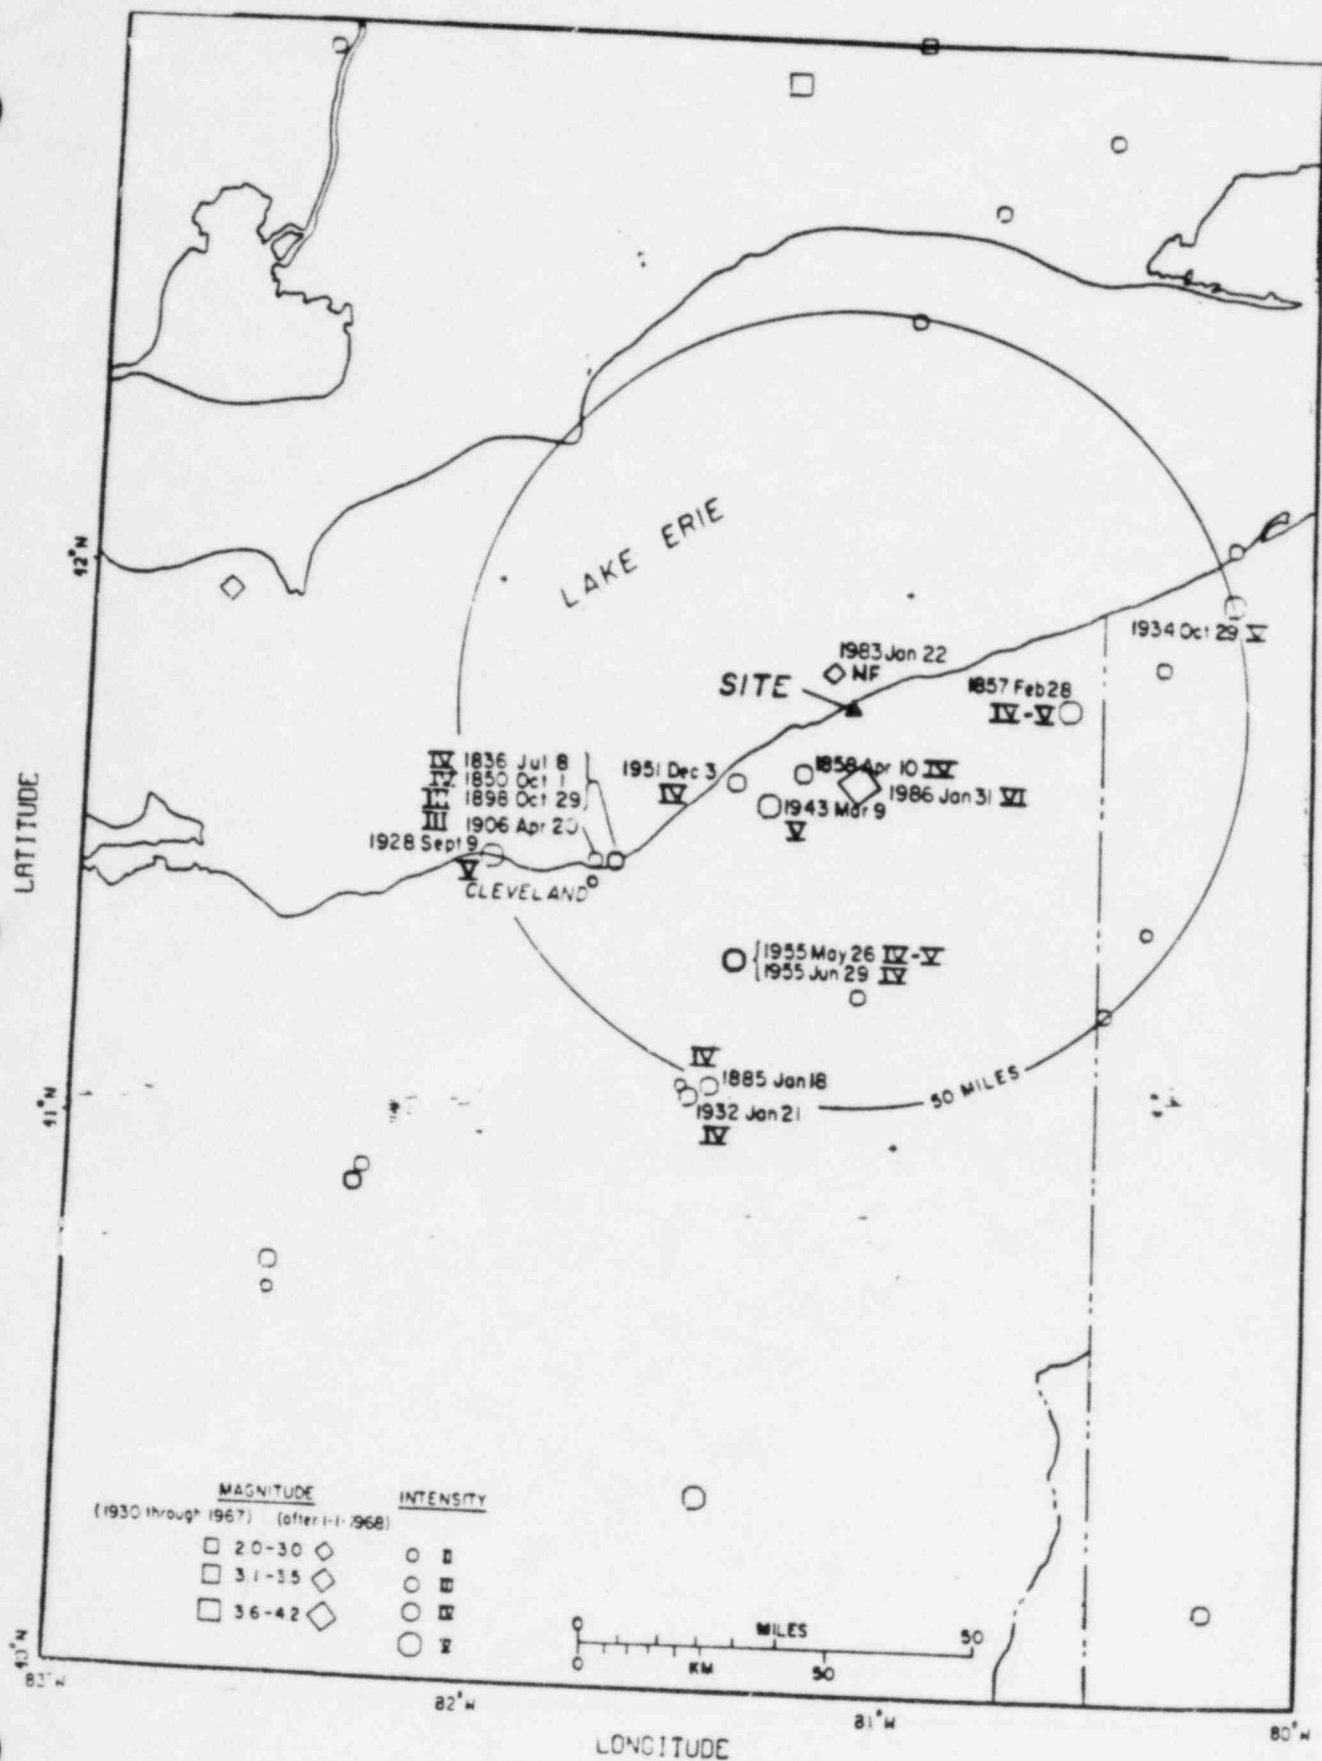 42°N
LAKE ERIE
1934 Oct 29 V
1983 Jan 22
NF
SITE
1857 Feb 28
IV-V
IV 1836 Jul 8
IV 1850 Oct 1
III 1898 Oct 29
III 1906 Apr 20
1951 Dec 3
IV
1858 Apr 10 IV
1986 Jan 31 VI
1943 Mar 9
V
1928 Sept 9
V
CLEVELAND
LATITUDE
1955 May 26 IV-V
1955 Jun 29 IV
IV
1885 Jan 18
1932 Jan 21
IV
50 MILES
41°N
MAGNITUDE
(1930 through 1967) (after 1-1-1968)
2.0-3.0
3.1-3.5
3.6-4.2
INTENSITY
III
IV
V
0 MILES 50
0 KM 50
40°N
83°W
82°W
81°W
80°W
LONGITUDE